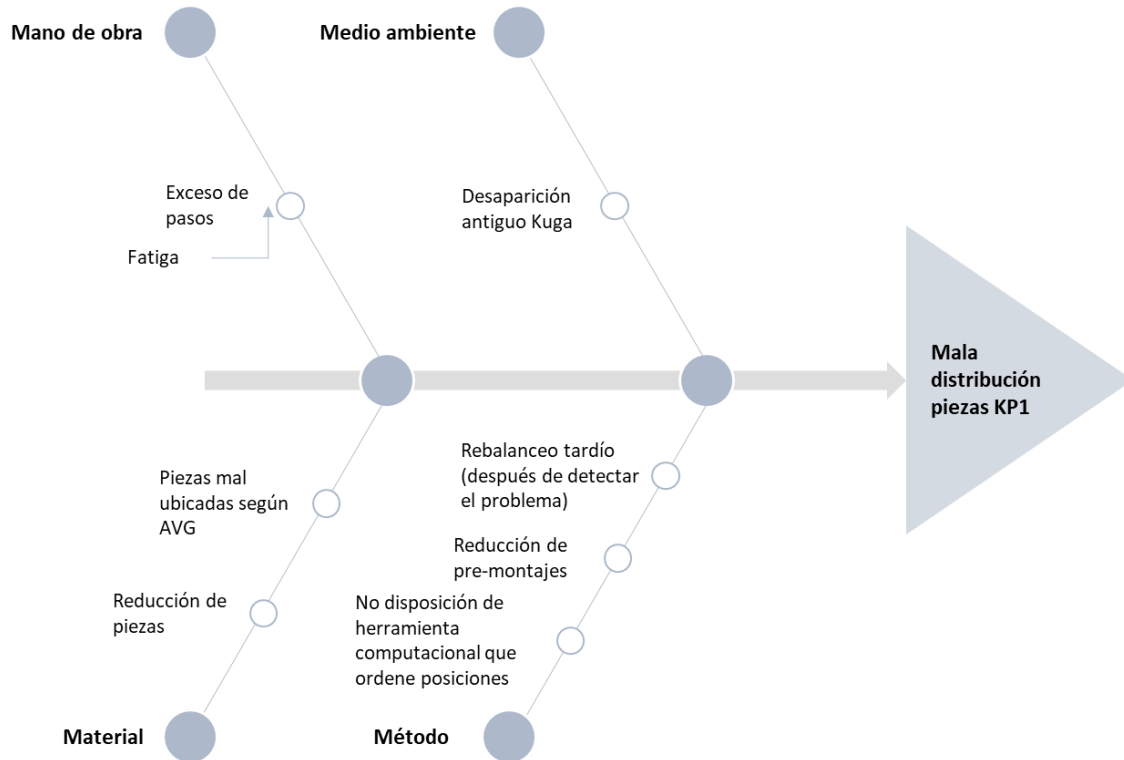 Mano de obra
Medio ambiente
Exceso de
pasos
Fatiga
Desaparición
antiguo Kuga
Mala
distribución
piezas KP1
Piezas mal
ubicadas según
AVG
Reducción de
piezas
Rebalanceo tardío
(después de detectar
el problema)
Reducción de
pre-montajes
No disposición de
herramienta
computacional que
ordene posiciones
Material
Método